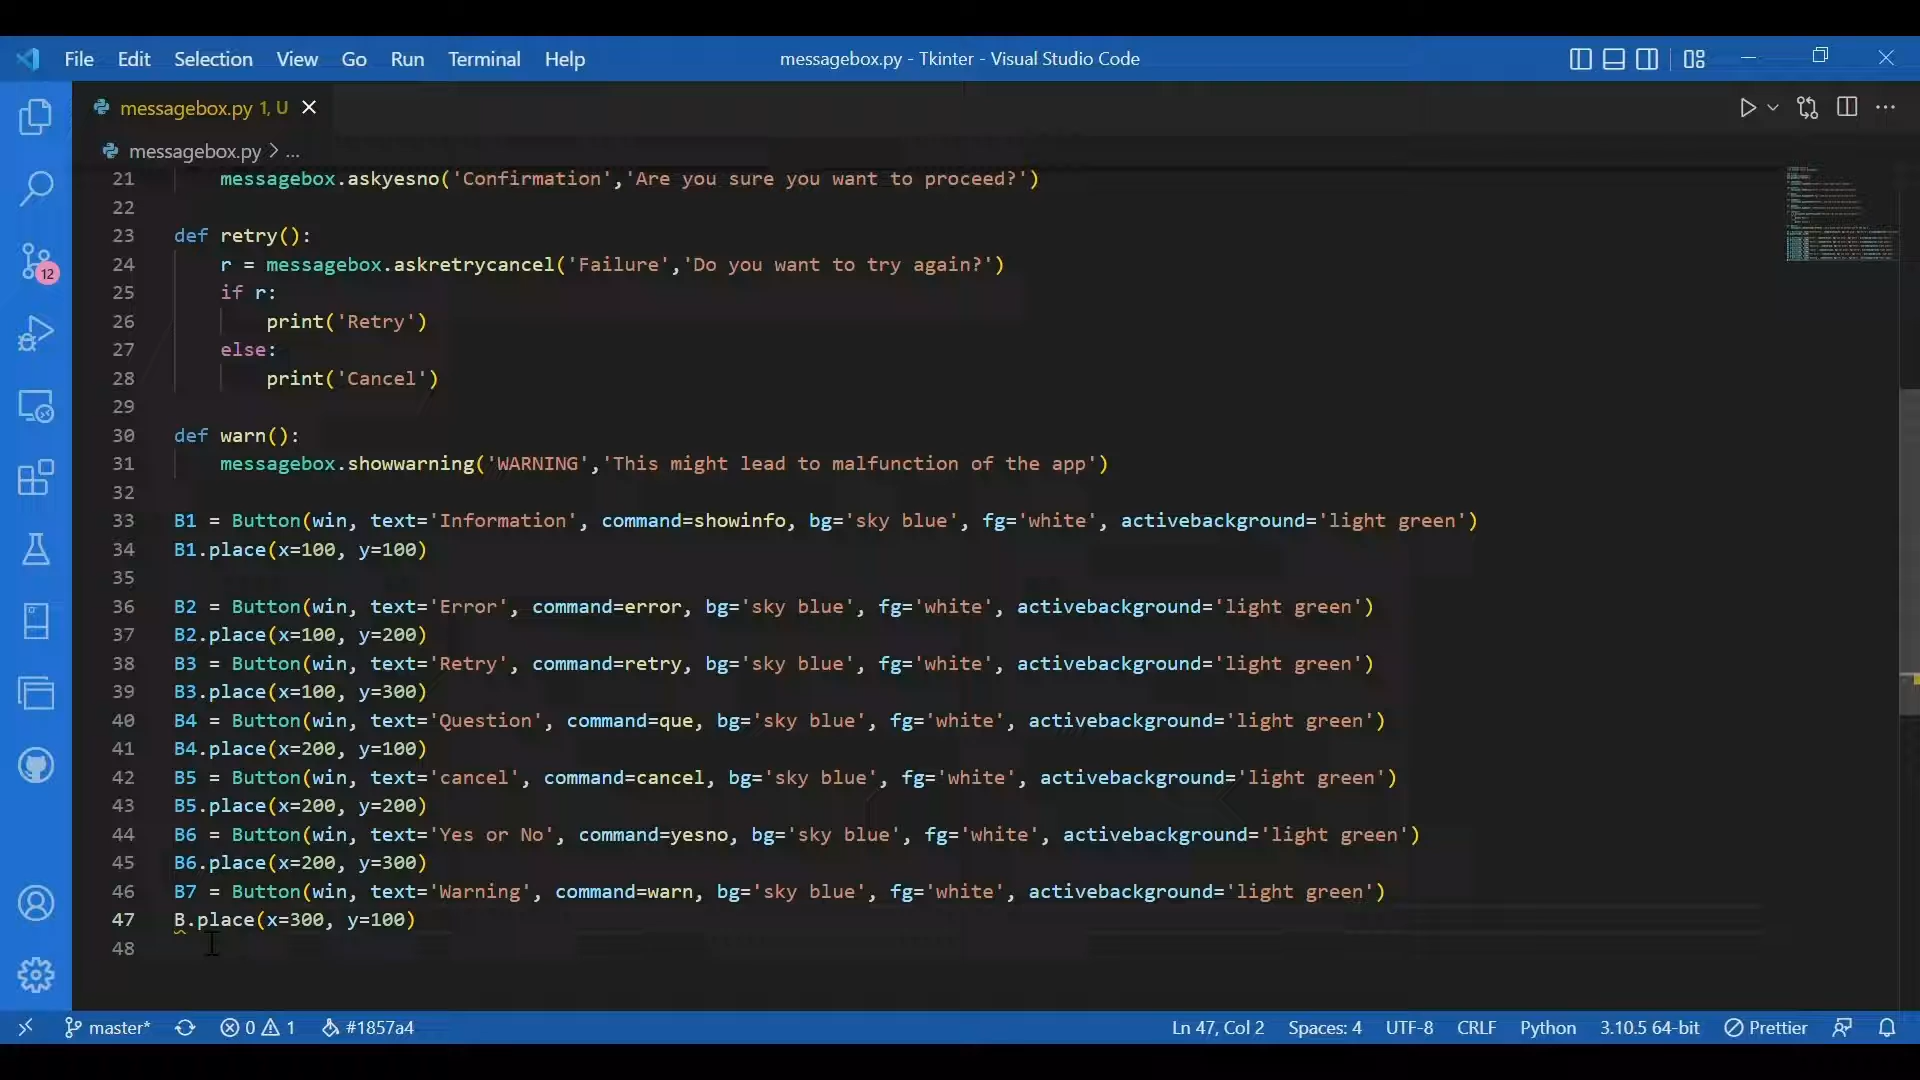 File Edit Selection View Go Run Terminal Help messagebox.py - Tkinter - Visual Studio Code
messagebox.py 1, U
messagebox.py > ...
21 messagebox.askyesno('Confirmation','Are you sure you want to proceed?')
22
23 def retry():
24 r = messagebox.askretrycancel('Failure','Do you want to try again?')
25 if r:
26 print('Retry')
27 else:
28 print('Cancel')
29
30 def warn():
31 messagebox.showwarning('WARNING','This might lead to malfunction of the app')
32
33 B1 = Button(win, text='Information', command=showinfo, bg='sky blue', fg='white', activebackground='light green')
34 B1.place(x=100, y=100)
35
36 B2 = Button(win, text='Error', command=error, bg='sky blue', fg='white', activebackground='light green')
37 B2.place(x=100, y=200)
38 B3 = Button(win, text='Retry', command=retry, bg='sky blue', fg='white', activebackground='light green')
39 B3.place(x=100, y=300)
40 B4 = Button(win, text='Question', command=que, bg='sky blue', fg='white', activebackground='light green')
41 B4.place(x=200, y=100)
42 B5 = Button(win, text='cancel', command=cancel, bg='sky blue', fg='white', activebackground='light green')
43 B5.place(x=200, y=200)
44 B6 = Button(win, text='Yes or No', command=yesno, bg='sky blue', fg='white', activebackground='light green')
45 B6.place(x=200, y=300)
46 B7 = Button(win, text='Warning', command=warn, bg='sky blue', fg='white', activebackground='light green')
47 B.place(x=300, y=100)
48
12
master* 0 1 #1857a4 Ln 47, Col 2 Spaces: 4 UTF-8 CRLF Python 3.10.5 64-bit Prettier